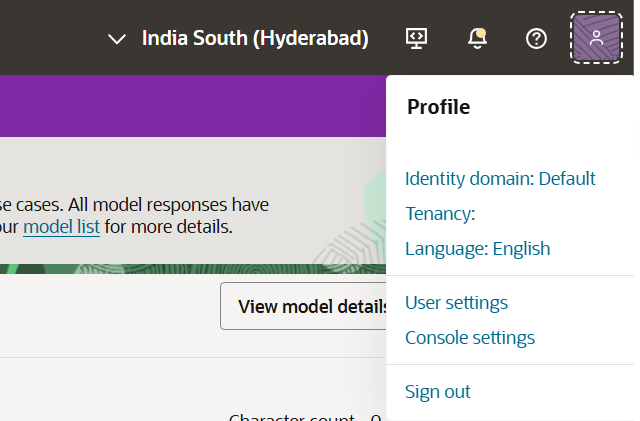 India South (Hyderabad)
Profile
Identity domain: Default
Tenancy:
Language: English
User settings
Console settings
Sign out
se cases. All model responses have
our model list for more details.
View model details
Character count 0